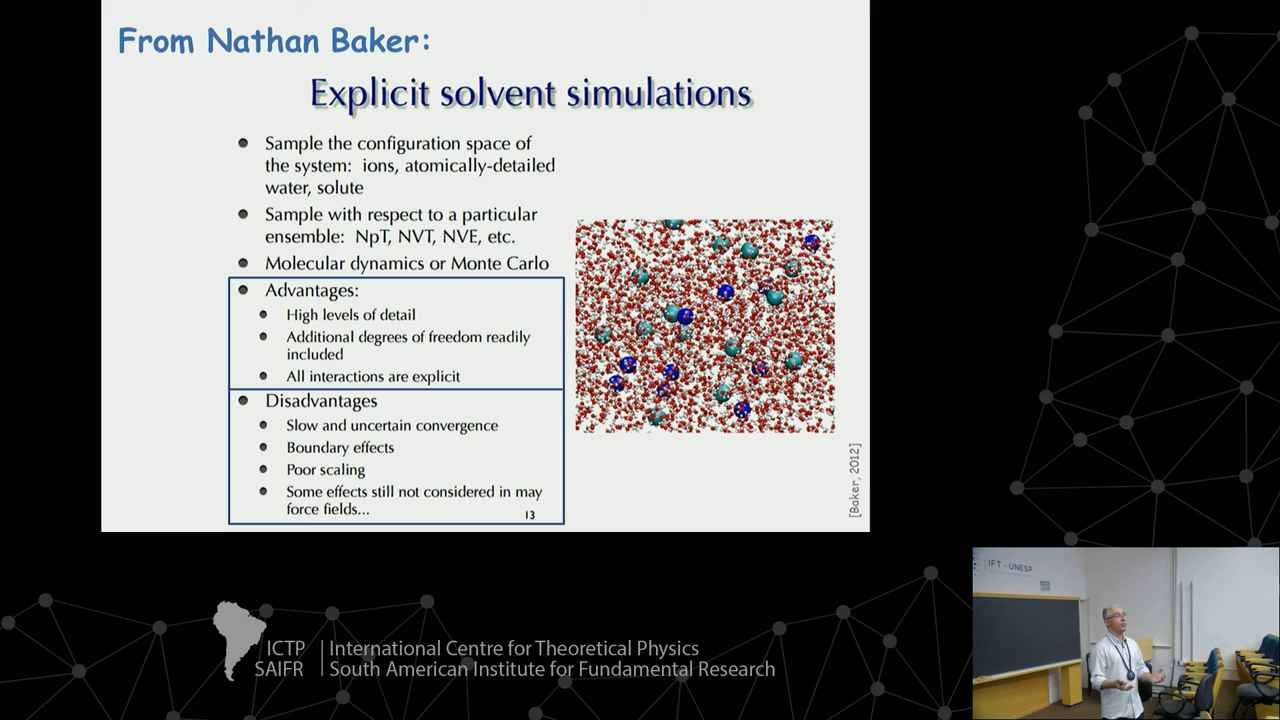 From Nathan Baker:
Explicit solvent simulations
Sample the configuration space of
the system: ions, atomically-detailed
water, solute
Sample with respect to a particular
ensemble: NpT, NVT, NVE, etc.
Molecular dynamics or Monte Carlo
Advantages:
High levels of detail
Additional degrees of freedom readily
included
All interactions are explicit
Disadvantages
Slow and uncertain convergence
Boundary effects
Poor scaling
Some effects still not considered in may
force fields...
13
[Baker, 2012]
IFT - UNESP
ICTP
SAIFR
International Centre for Theoretical Physics
South American Institute for Fundamental Research